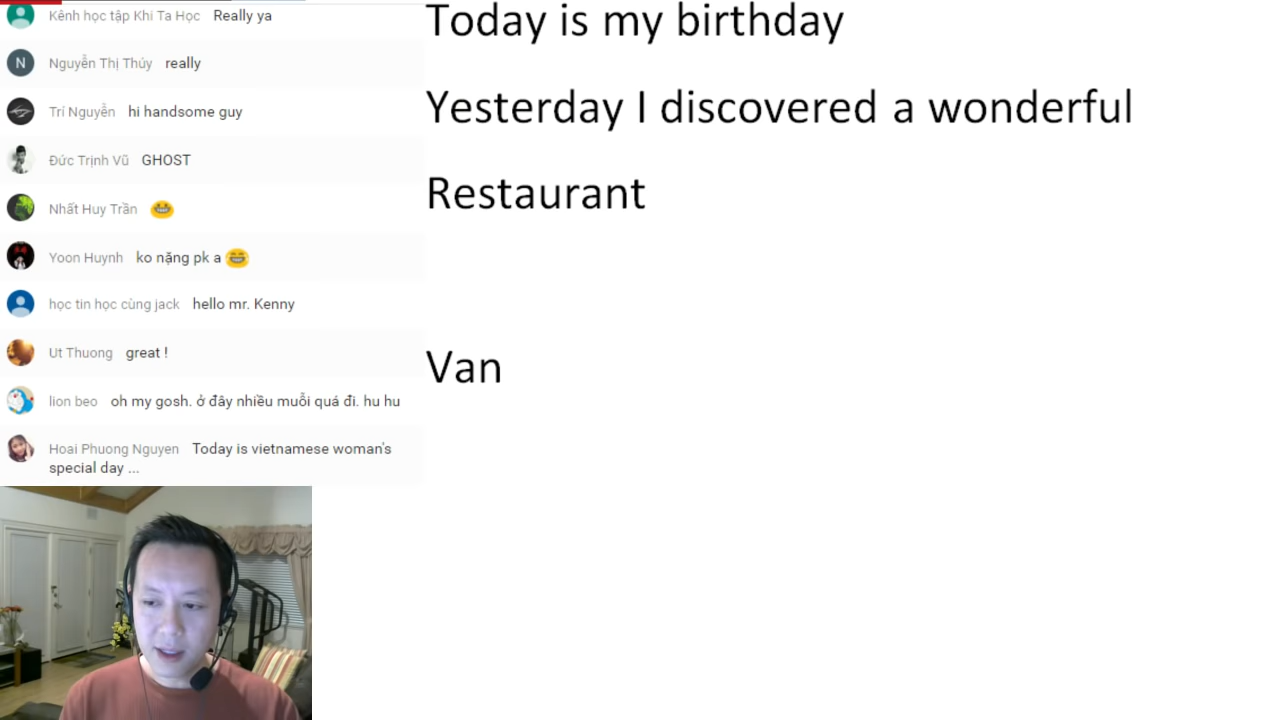 Kênh học tập Khi Ta Học Really ya
N Nguyễn Thị Thúy really
Trí Nguyễn hi handsome guy
Đức Trịnh Vũ GHOST
Nhất Huy Trần 😂
Yoon Huynh ko nặng pk a 😂
học tin học cùng jack hello mr. Kenny
Ut Thuong great !
lion beo oh my gosh. ở đây nhiều muỗi quá đi. hu hu
Hoai Phuong Nguyen Today is vietnamese woman's
special day ...
Today is my birthday
Yesterday I discovered a wonderful
Restaurant
Van